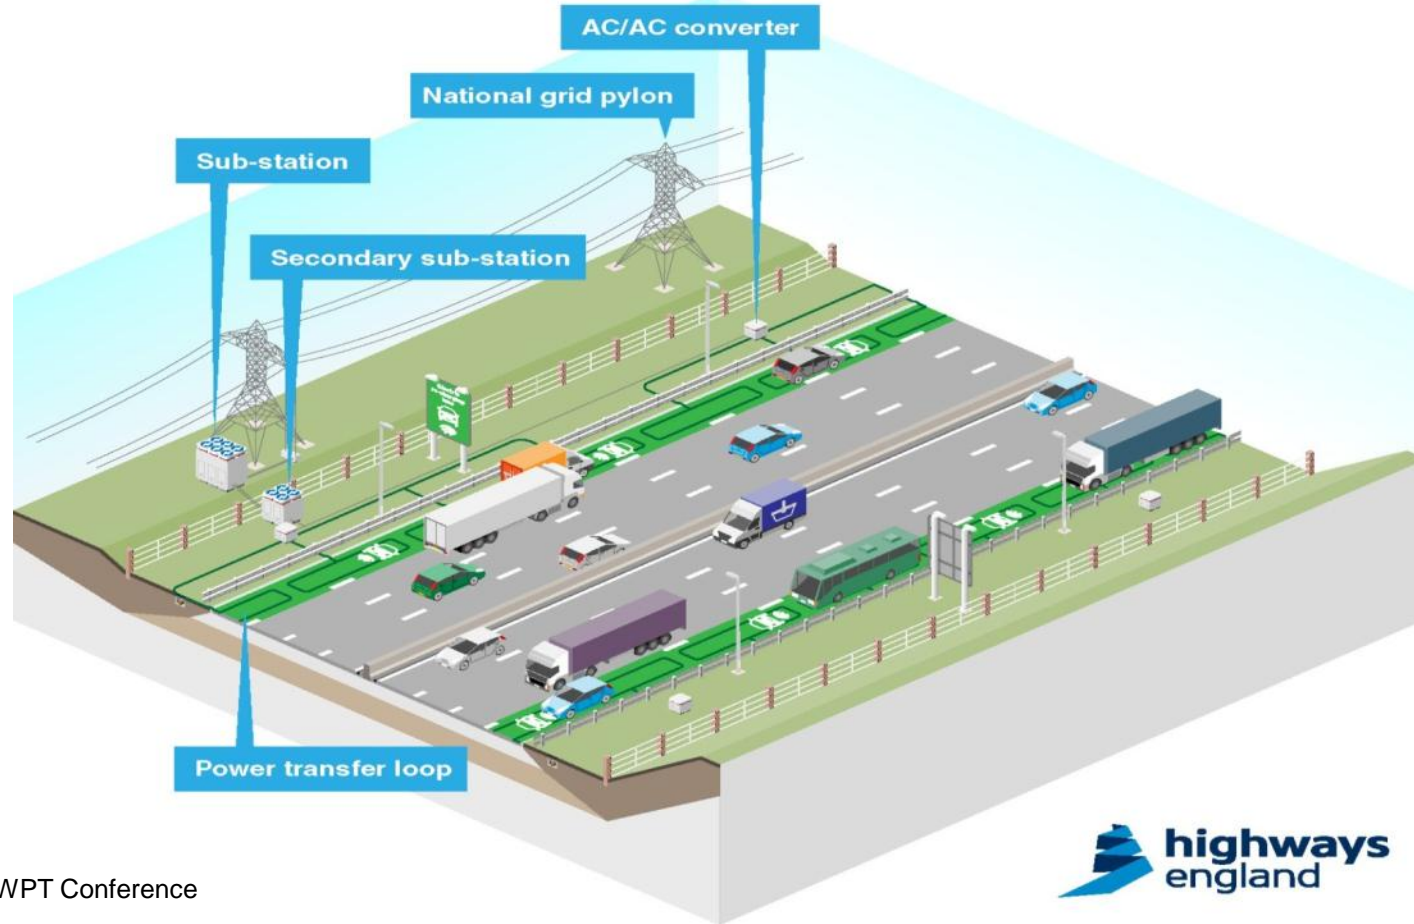 AC/AC converter
National grid pylon
Sub-station
Secondary sub-station
Power transfer loop
highways
england
WPT Conference